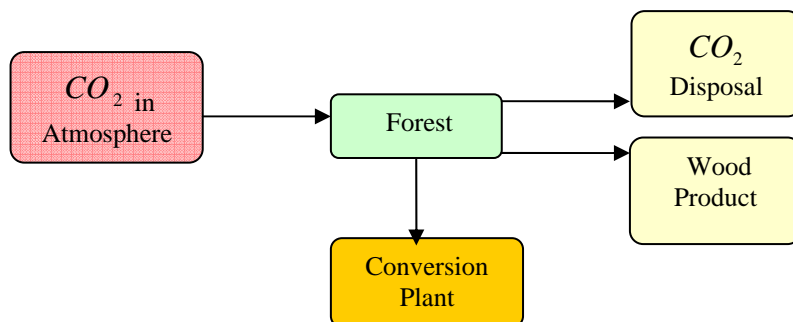 CO₂ in
Atmosphere
Forest
CO₂
Disposal
Wood
Product
Conversion
Plant